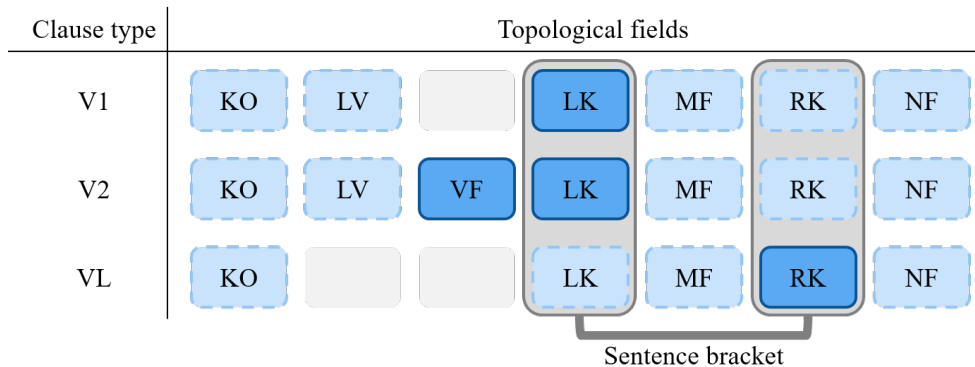 Clause type Topological fields
V1 KO LV LK MF RK NF
V2 KO LV VF LK MF RK NF
VL KO LK MF RK NF
Sentence bracket